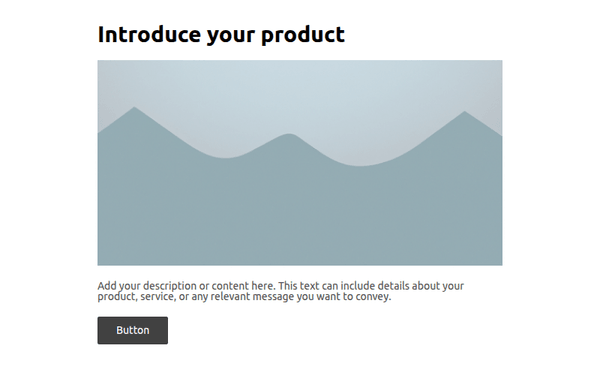 Introduce your product
Add your description or content here. This text can include details about your
product, service, or any relevant message you want to convey.
Button